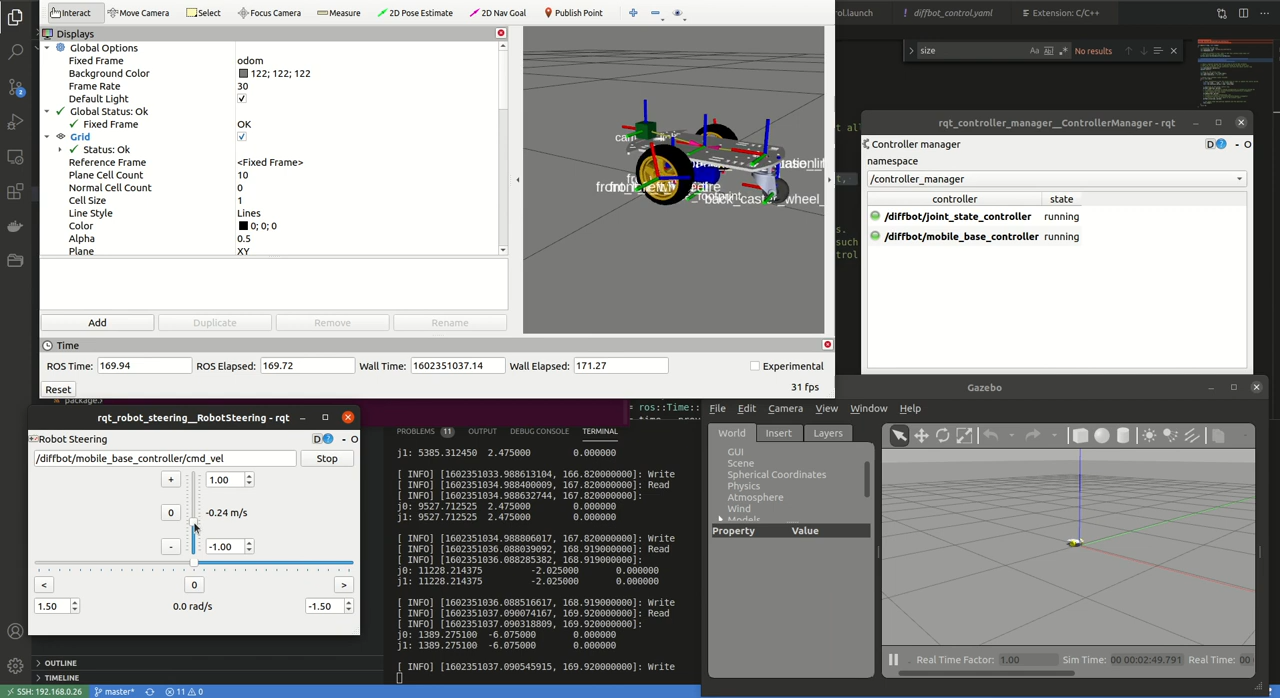 Interact Move Camera Select Focus Camera Measure 2D Pose Estimate 2D Nav Goal Publish Point
ol.launch diffbot_control.yaml Extension: C/C++
Displays
Global Options
Fixed Frame odom
Background Color 122; 122; 122
Frame Rate 30
Default Light
Global Status: Ok
Fixed Frame OK
Grid
Status: Ok
Reference Frame <Fixed Frame>
Plane Cell Count 10
Normal Cell Count 0
Cell Size 1
Line Style Lines
Color 0; 0; 0
Alpha 0.5
Plane XY
Add Duplicate Remove Rename
Time
ROS Time: 169.94 ROS Elapsed: 169.72 Wall Time: 1602351037.14 Wall Elapsed: 171.27 Experimental
Reset 31 fps
size Aa ab .* No results
rqt_controller_manager__ControllerManager - rqt
Controller manager D ? - O
namespace
/controller_manager
controller state
/diffbot/joint_state_controller running
/diffbot/mobile_base_controller running
back_caster_wheel_
such
trol
package.
= ros::Time::
rqt_robot_steering__RobotSteering - rqt
Robot Steering D ? - O
/diffbot/mobile_base_controller/cmd_vel Stop
+ 1.00
0 -0.24 m/s
- -1.00
< 0 >
1.50 0.0 rad/s -1.50
PROBLEMS 11 OUTPUT DEBUG CONSOLE TERMINAL
j1: 5385.312450 2.475000 0.000000
[ INFO] [1602351033.988613104, 166.820000000]: Write
[ INFO] [1602351034.988400009, 167.820000000]: Read
[ INFO] [1602351034.988632744, 167.820000000]:
j0: 9527.712525 2.475000 0.000000
j1: 9527.712525 2.475000 0.000000
[ INFO] [1602351034.988806017, 167.820000000]: Write
[ INFO] [1602351036.088039092, 168.919000000]: Read
[ INFO] [1602351036.088285382, 168.919000000]:
j0: 11228.214375 -2.025000 0.000000
j1: 11228.214375 -2.025000 0.000000
[ INFO] [1602351036.088516617, 168.919000000]: Write
[ INFO] [1602351037.090074167, 169.920000000]: Read
[ INFO] [1602351037.090318809, 169.920000000]:
j0: 1389.275100 -6.075000 0.000000
j1: 1389.275100 -6.075000 0.000000
[ INFO] [1602351037.090545915, 169.920000000]: Write
Gazebo
File Edit Camera View Window Help
World Insert Layers
GUI
Scene
Spherical Coordinates
Physics
Atmosphere
Wind
Models
Property Value
Real Time Factor: 1.00 Sim Time: 00 00:02:49.791 Real Time: 00
OUTLINE
TIMELINE
SSH: 192.168.0.26 master* 11 0